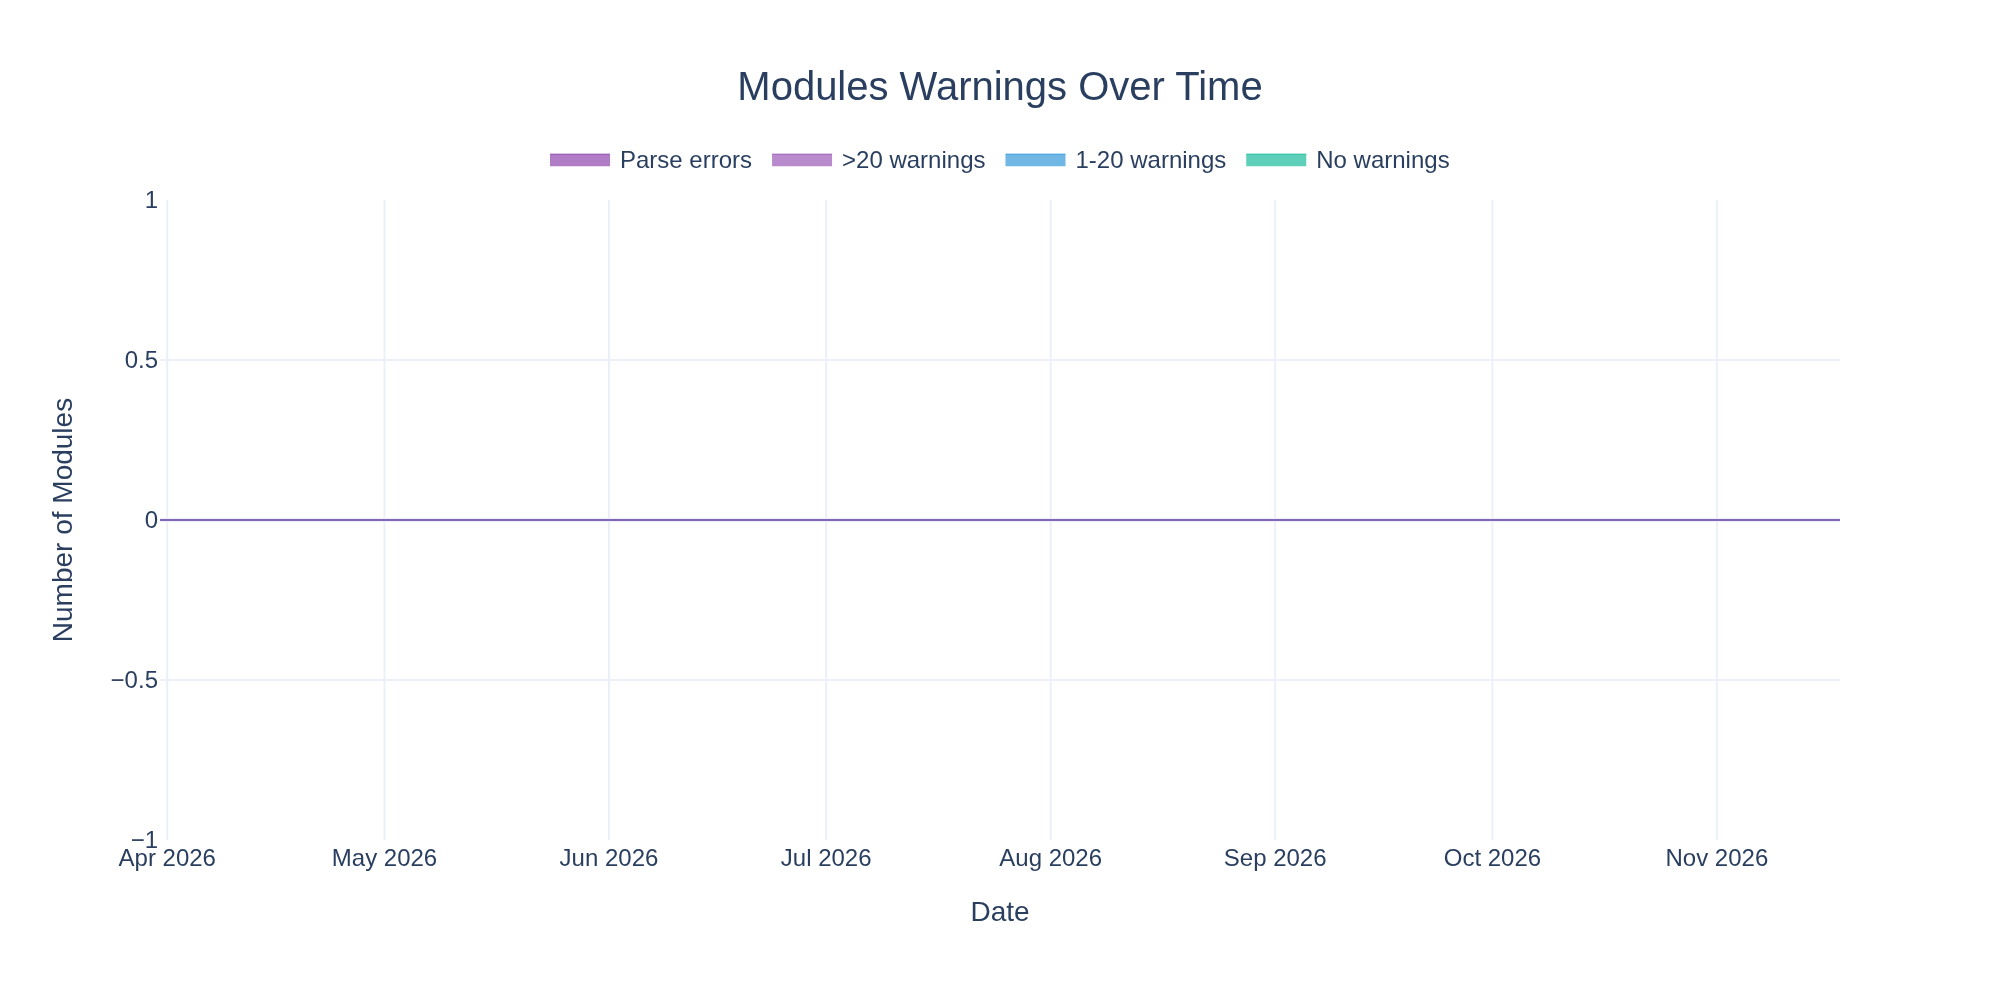 Modules Warnings Over Time
Parse errors >20 warnings 1-20 warnings No warnings
1
0.5
0
−0.5
−1
Number of Modules
Apr 2026 May 2026 Jun 2026 Jul 2026 Aug 2026 Sep 2026 Oct 2026 Nov 2026
Date